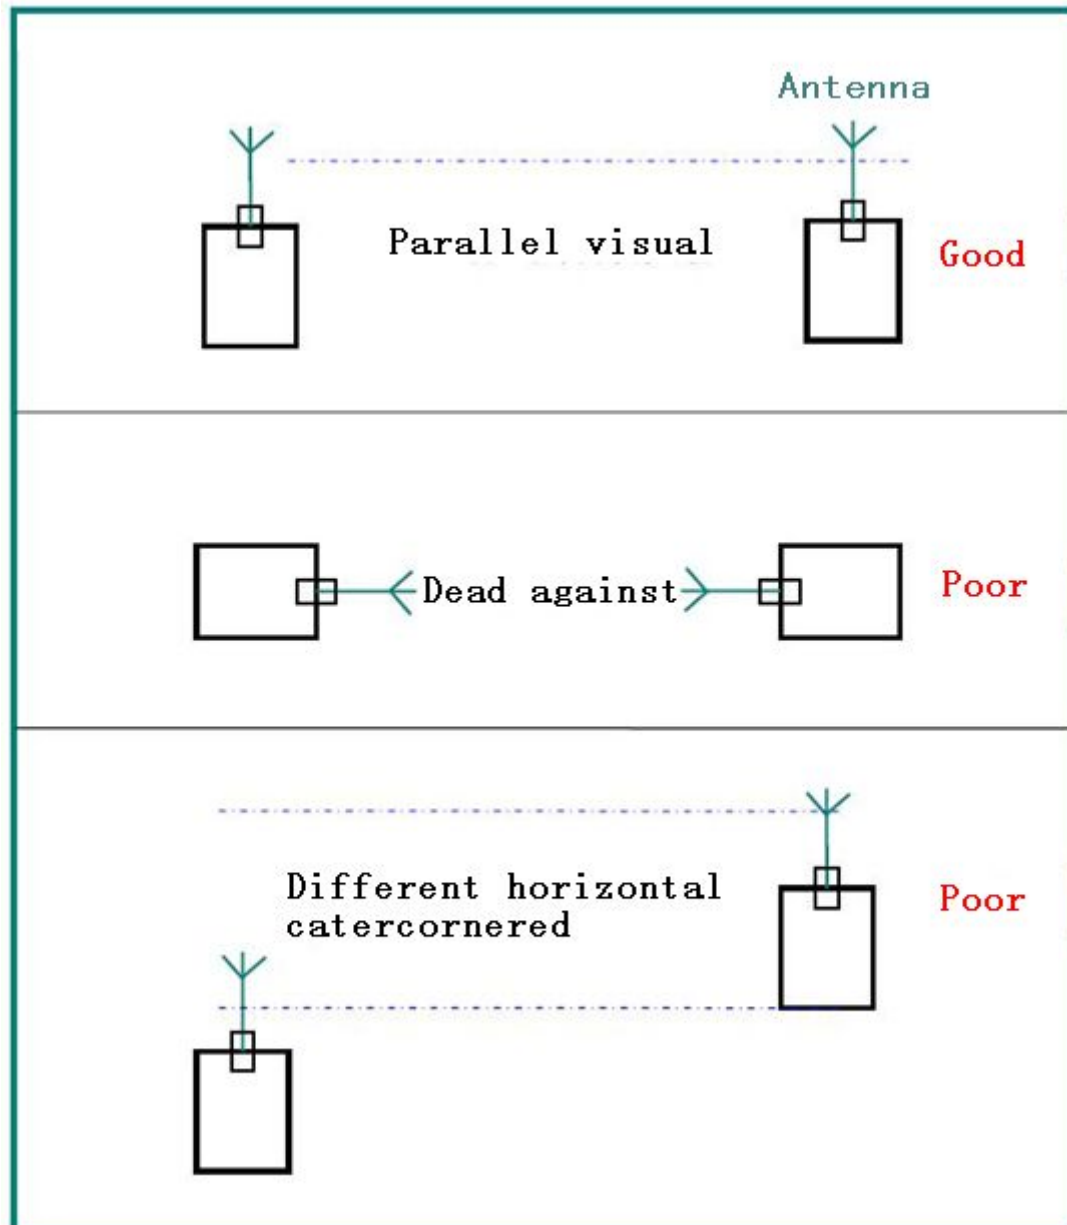 Antenna
Parallel visual
Good
Dead against
Poor
Different horizontal
catercornered
Poor